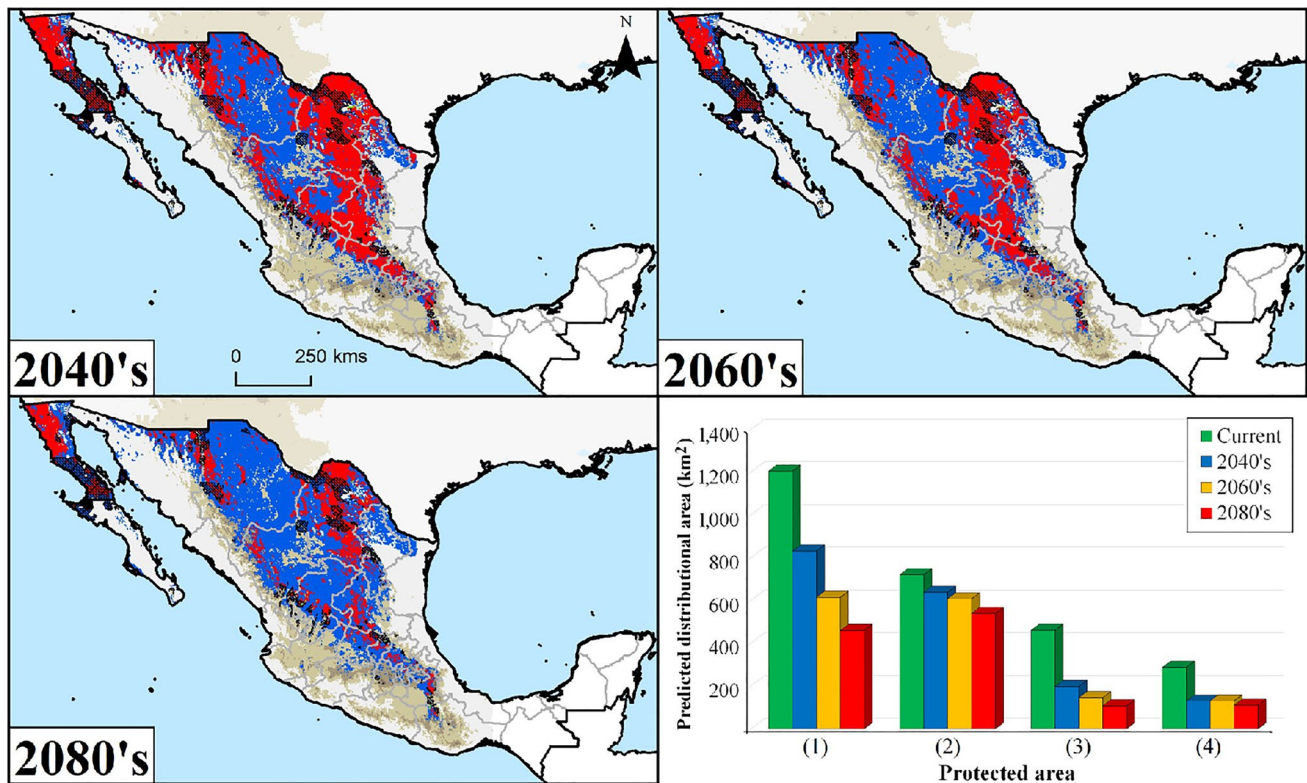 N
2040's
0 250 kms
2060's
2080's
Predicted distributional area (km²)
1,400
1,200
1,000
800
600
400
200
Current
2040's
2060's
2080's
(1) (2) (3) (4)
Protected area